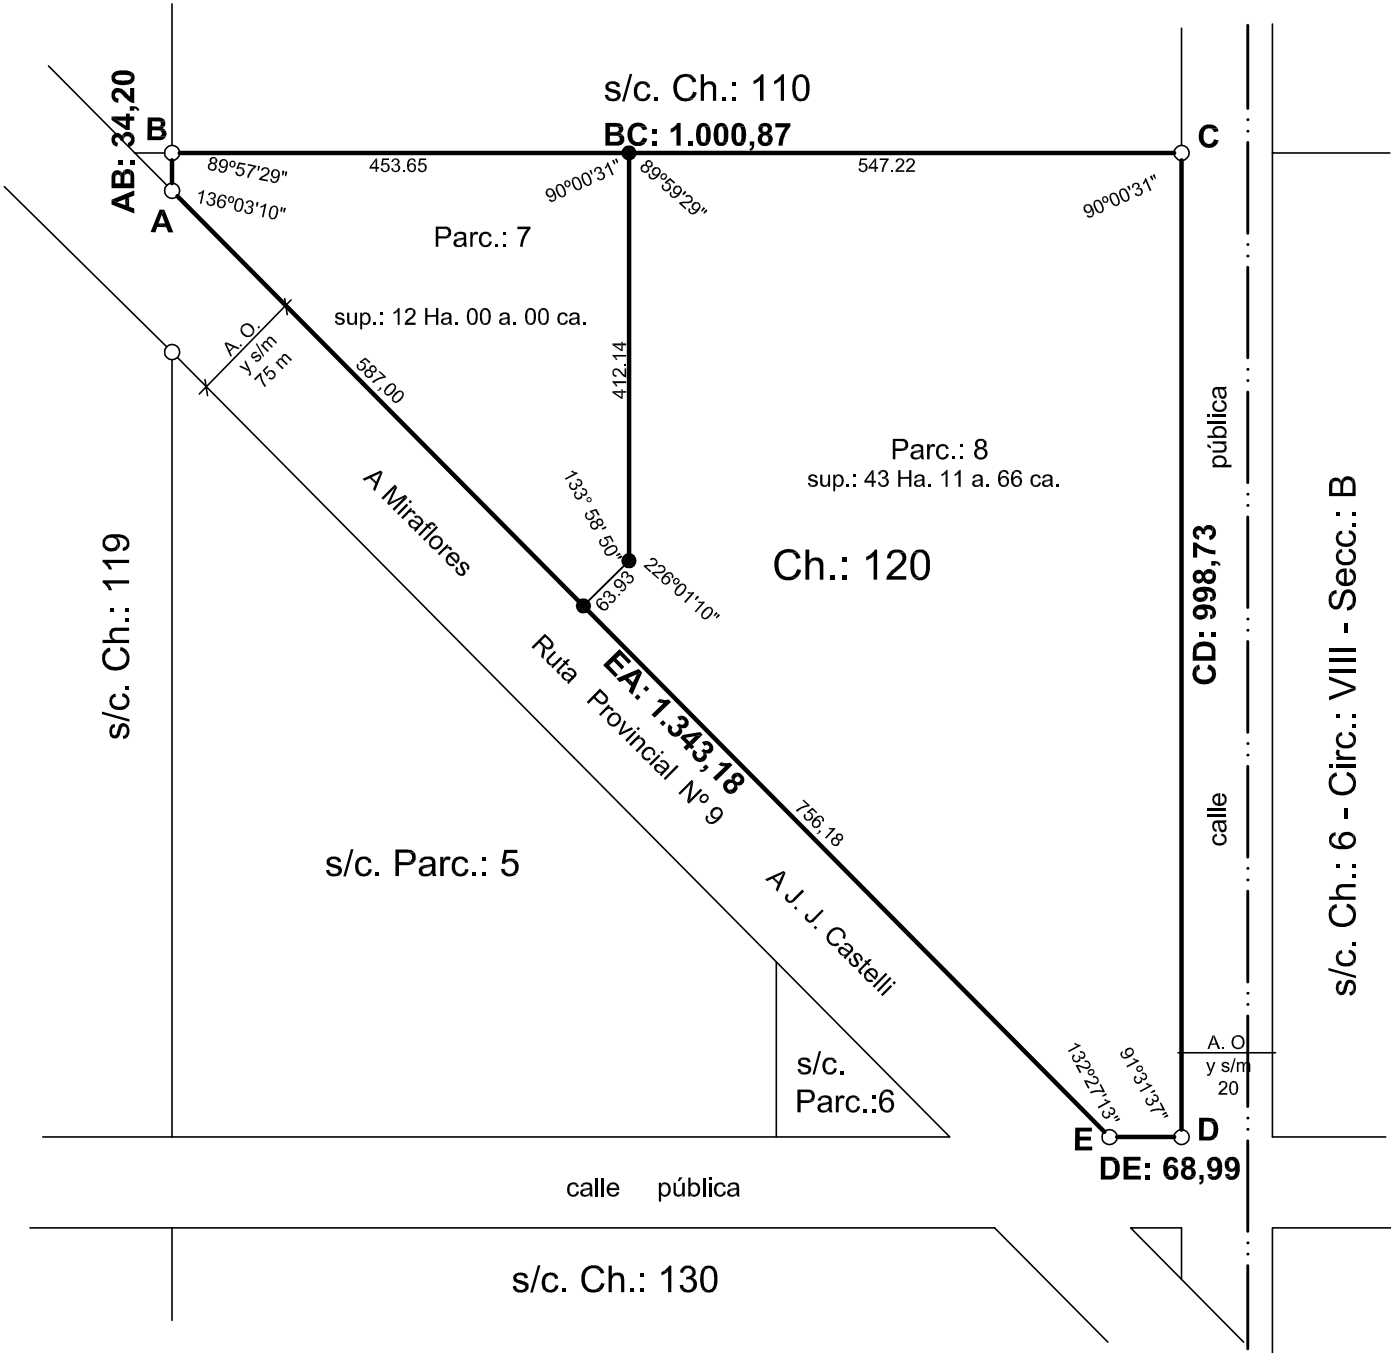 s/c. Ch.: 110
AB: 34,20
B
BC: 1.000,87
C
89º57'29"
453.65
90º00'31"
89º59'29"
547.22
90º00'31"
136º03'10"
A
Parc.: 7
sup.: 12 Ha. 00 a. 00 ca.
A. O.
y s/m
75 m
587,00
412.14
pública
Parc.: 8
sup.: 43 Ha. 11 a. 66 ca.
A Miraflores
133° 58' 50"
226º01'10"
63.93
Ch.: 120
CD: 998,73
s/c. Ch.: 119
s/c. Ch.: 6 - Circ.: VIII - Secc.: B
Ruta Provincial Nº 9
EA: 1.343,18
756,18
calle
s/c. Parc.: 5
A J. J. Castelli
s/c.
Parc.:6
132º27'13"
91º31'37"
A. O
y s/m
20
E
D
DE: 68,99
calle pública
s/c. Ch.: 130